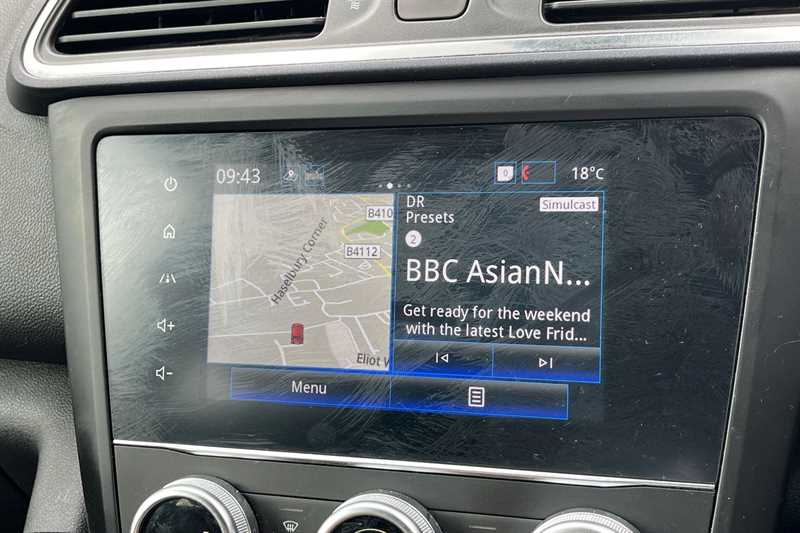 09:43
0
18°C
B410
B4112
Haselbury Corner
Eliot W
DR
Simulcast
Presets
2
BBC AsianN...
Get ready for the weekend
with the latest Love Frid...
Menu